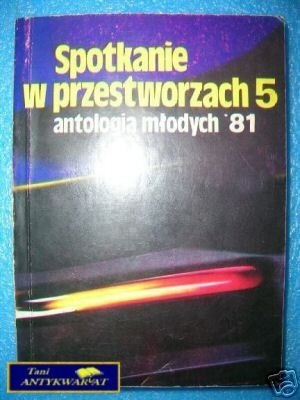 Spotkanie
w przestworzach 5
antologia młodych '81
Tani
ANTYKWARIAT